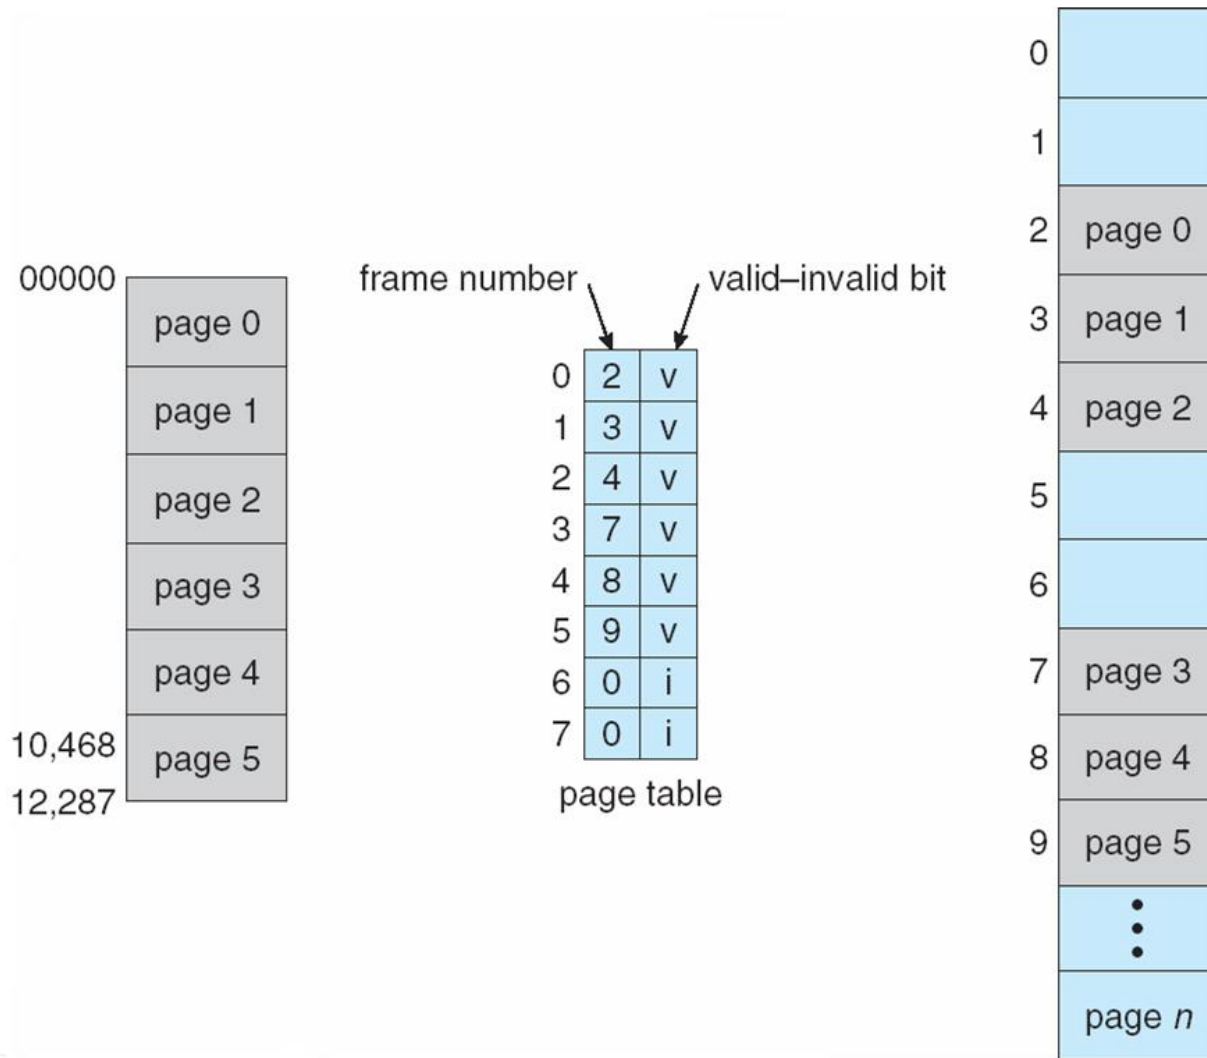 00000
page 0
page 1
page 2
page 3
page 4
10,468
page 5
12,287
frame number
valid–invalid bit
0 2 v
1 3 v
2 4 v
3 7 v
4 8 v
5 9 v
6 0 i
7 0 i
page table
0
1
2 page 0
3 page 1
4 page 2
5
6
7 page 3
8 page 4
9 page 5
page n